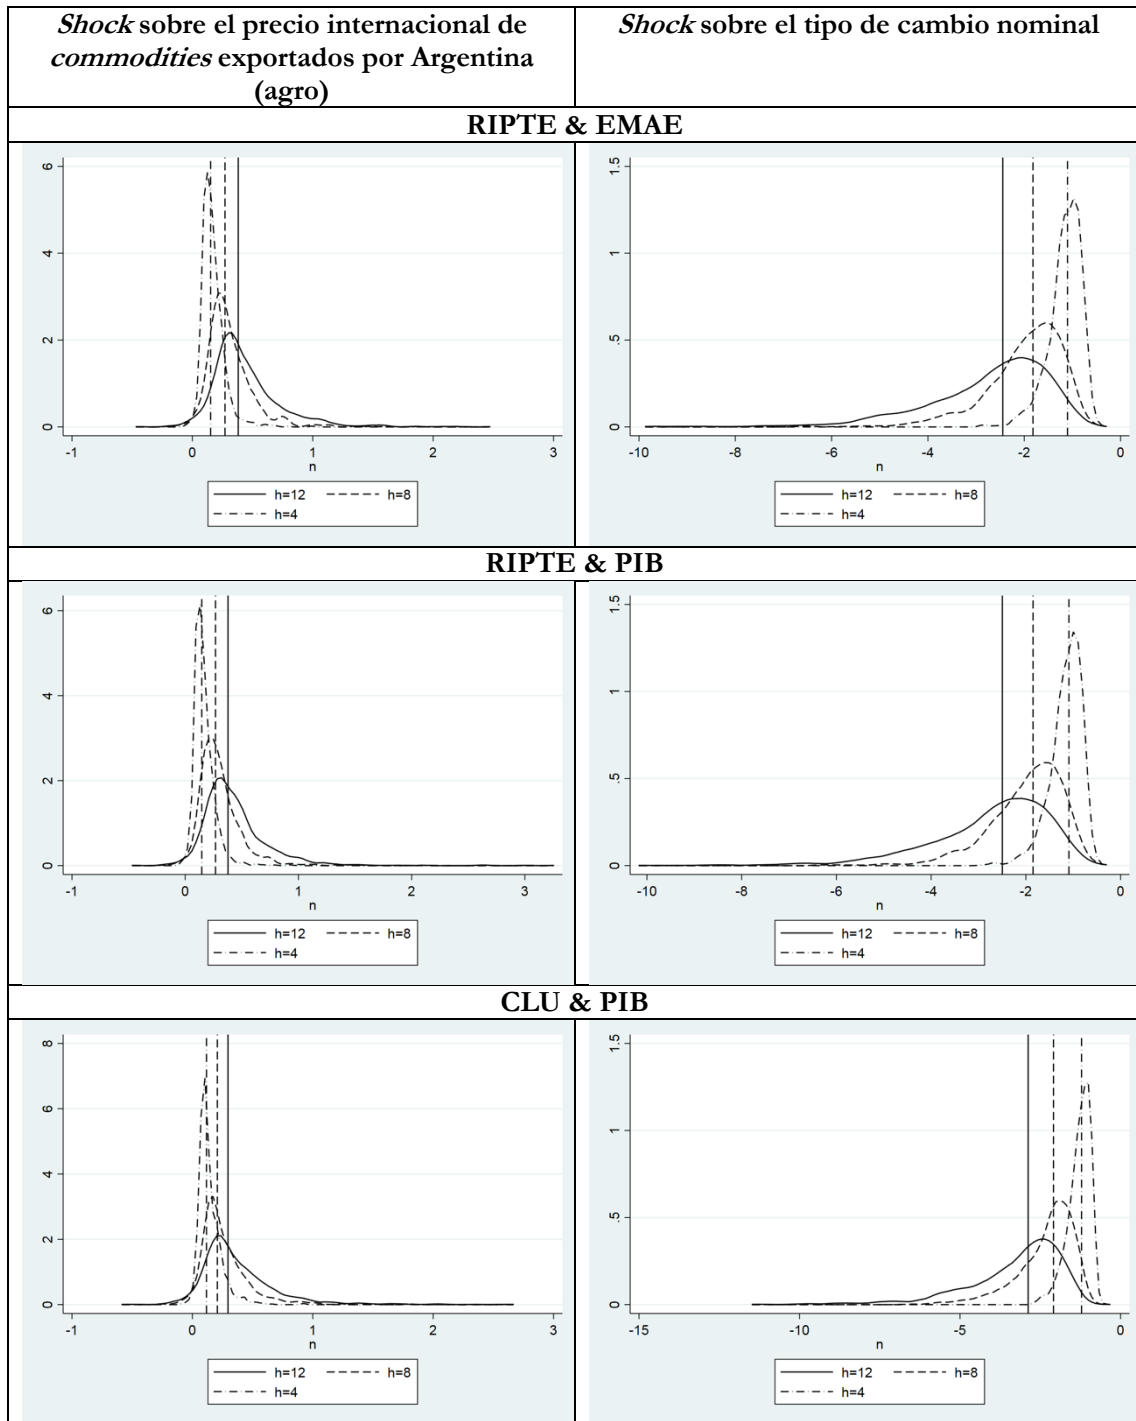 Shock sobre el precio internacional de
commodities exportados por Argentina
(agro)
Shock sobre el tipo de cambio nominal
RIPTE & EMAE
6
4
2
0
-1 0 1 2 3
n
h=12 h=8
h=4
1.5
1
.5
0
-10 -8 -6 -4 -2 0
n
h=12 h=8
h=4
RIPTE & PIB
6
4
2
0
-1 0 1 2 3
n
h=12 h=8
h=4
1.5
1
.5
0
-10 -8 -6 -4 -2 0
n
h=12 h=8
h=4
CLU & PIB
8
6
4
2
0
-1 0 1 2 3
n
h=12 h=8
h=4
1.5
1
.5
0
-15 -10 -5 0
n
h=12 h=8
h=4